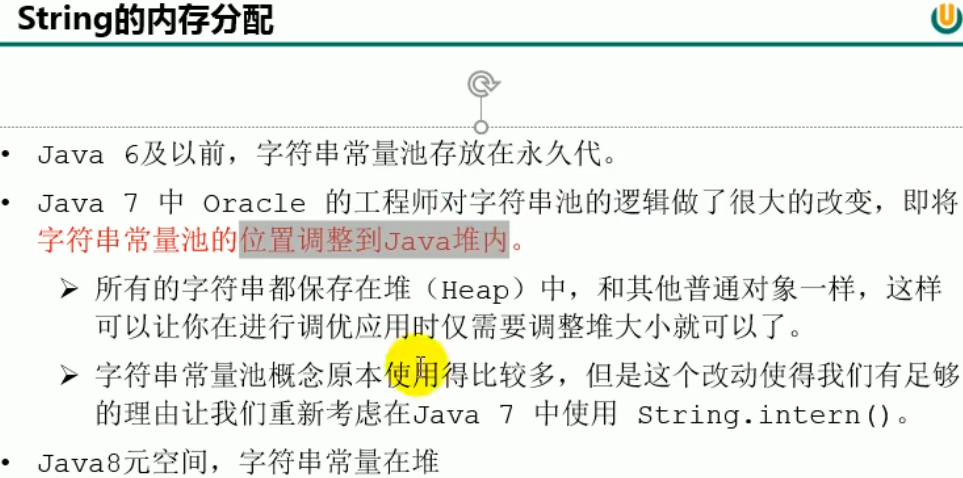 String的内存分配
• Java 6及以前，字符串常量池存放在永久代。
• Java 7 中 Oracle 的工程师对字符串池的逻辑做了很大的改变，即将
字符串常量池的位置调整到Java堆内。
➢ 所有的字符串都保存在堆（Heap）中，和其他普通对象一样，这样
可以让你在进行调优应用时仅需要调整堆大小就可以了。
➢ 字符串常量池概念原本使用得比较多，但是这个改动使得我们有足够
的理由让我们重新考虑在Java 7 中使用 String.intern()。
• Java8元空间，字符串常量在堆